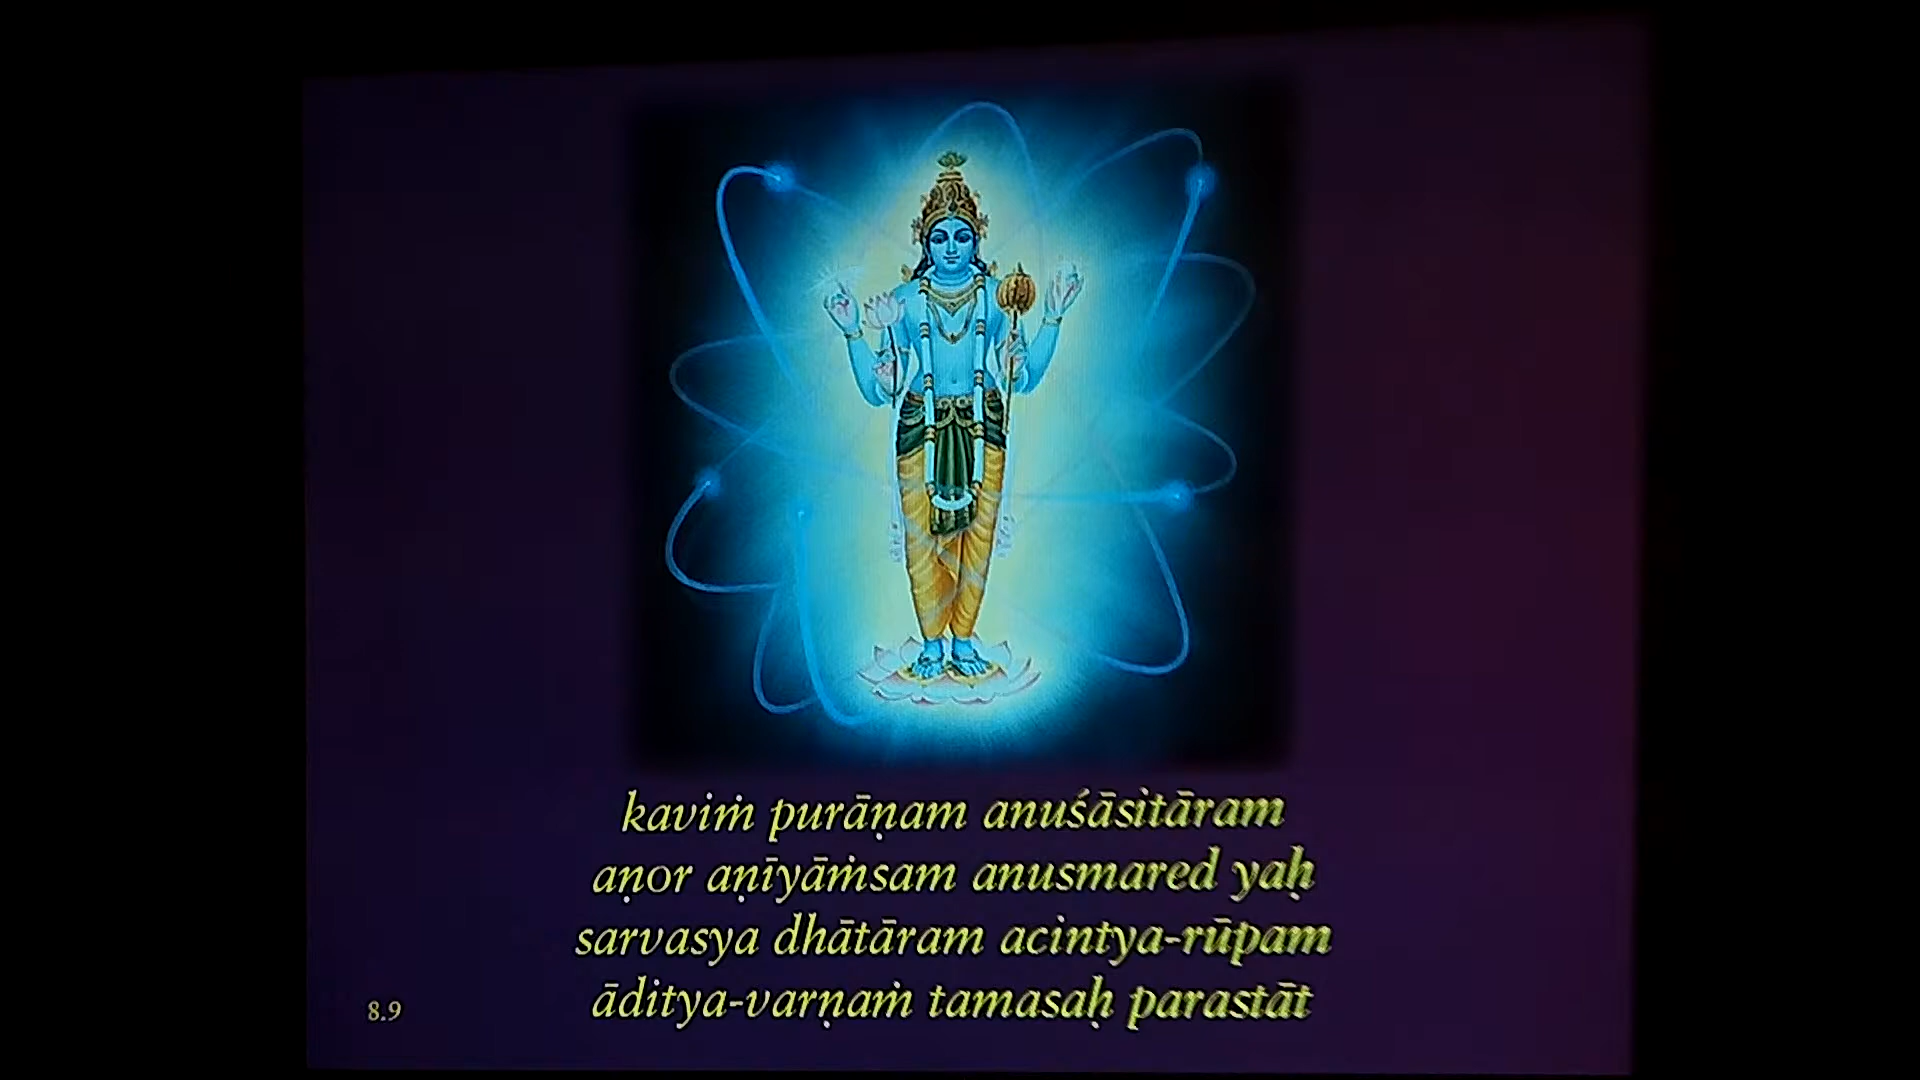 kaviṁ purāṇam anuśāsitāram
aṇor aṇīyāṁsam anusmared yaḥ
sarvasya dhātāram acintya-rūpam
āditya-varṇaṁ tamasaḥ parastāt
8.9